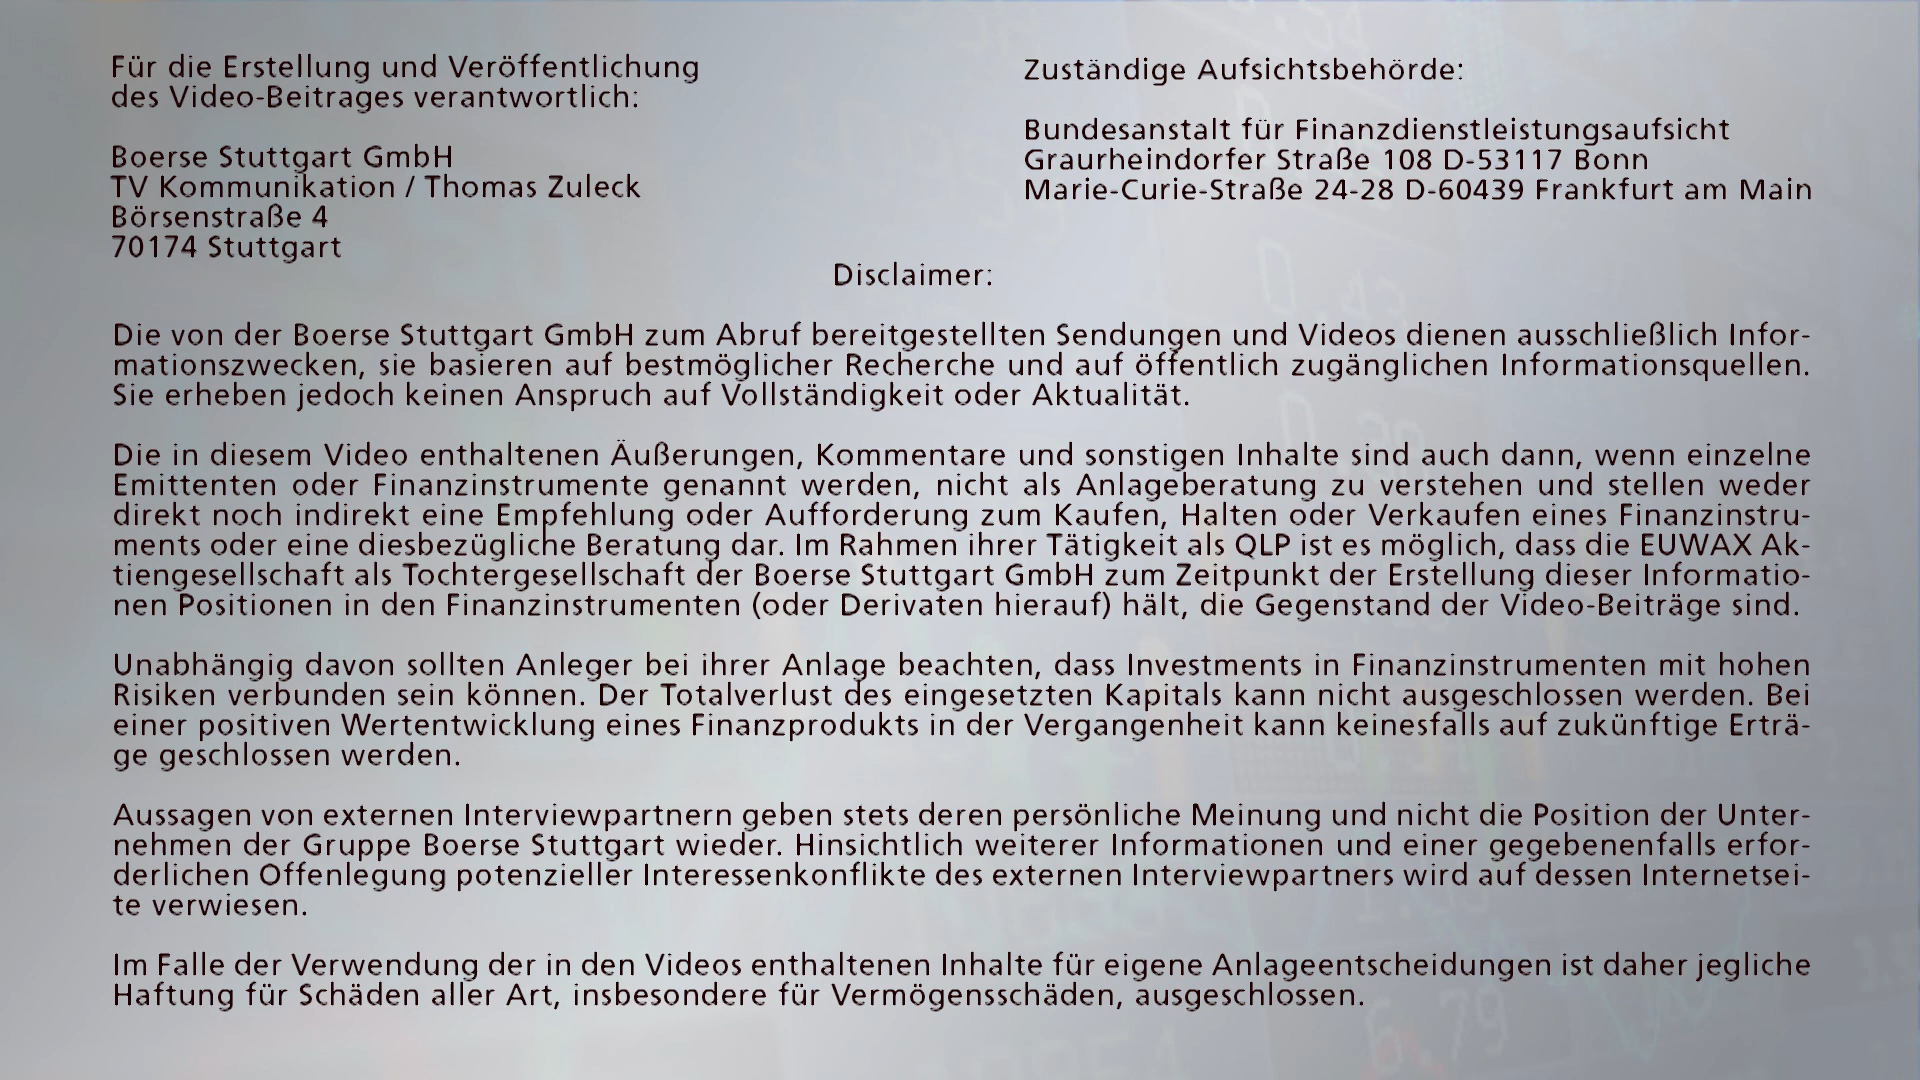 Für die Erstellung und Veröffentlichung
des Video-Beitrages verantwortlich:
Boerse Stuttgart GmbH
TV Kommunikation / Thomas Zuleck
Börsenstraße 4
70174 Stuttgart
Zuständige Aufsichtsbehörde:
Bundesanstalt für Finanzdienstleistungsaufsicht
Graurheindorfer Straße 108 D-53117 Bonn
Marie-Curie-Straße 24-28 D-60439 Frankfurt am Main
Disclaimer:
Die von der Boerse Stuttgart GmbH zum Abruf bereitgestellten Sendungen und Videos dienen ausschließlich Infor-
mationszwecken, sie basieren auf bestmöglicher Recherche und auf öffentlich zugänglichen Informationsquellen.
Sie erheben jedoch keinen Anspruch auf Vollständigkeit oder Aktualität.
Die in diesem Video enthaltenen Äußerungen, Kommentare und sonstigen Inhalte sind auch dann, wenn einzelne
Emittenten oder Finanzinstrumente genannt werden, nicht als Anlageberatung zu verstehen und stellen weder
direkt noch indirekt eine Empfehlung oder Aufforderung zum Kaufen, Halten oder Verkaufen eines Finanzinstru-
ments oder eine diesbezügliche Beratung dar. Im Rahmen ihrer Tätigkeit als QLP ist es möglich, dass die EUWAX Ak-
tiengesellschaft als Tochtergesellschaft der Boerse Stuttgart GmbH zum Zeitpunkt der Erstellung dieser Informatio-
nen Positionen in den Finanzinstrumenten (oder Derivaten hierauf) hält, die Gegenstand der Video-Beiträge sind.
Unabhängig davon sollten Anleger bei ihrer Anlage beachten, dass Investments in Finanzinstrumenten mit hohen
Risiken verbunden sein können. Der Totalverlust des eingesetzten Kapitals kann nicht ausgeschlossen werden. Bei
einer positiven Wertentwicklung eines Finanzprodukts in der Vergangenheit kann keinesfalls auf zukünftige Erträ-
ge geschlossen werden.
Aussagen von externen Interviewpartnern geben stets deren persönliche Meinung und nicht die Position der Unter-
nehmen der Gruppe Boerse Stuttgart wieder. Hinsichtlich weiterer Informationen und einer gegebenenfalls erfor-
derlichen Offenlegung potenzieller Interessenkonflikte des externen Interviewpartners wird auf dessen Internetsei-
te verwiesen.
Im Falle der Verwendung der in den Videos enthaltenen Inhalte für eigene Anlageentscheidungen ist daher jegliche
Haftung für Schäden aller Art, insbesondere für Vermögensschäden, ausgeschlossen.